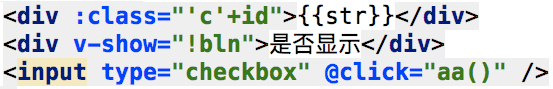 <div :class="'c'+id">{{str}}</div>
<div v-show="!bln">是否显示</div>
<input type="checkbox" @click="aa()" />